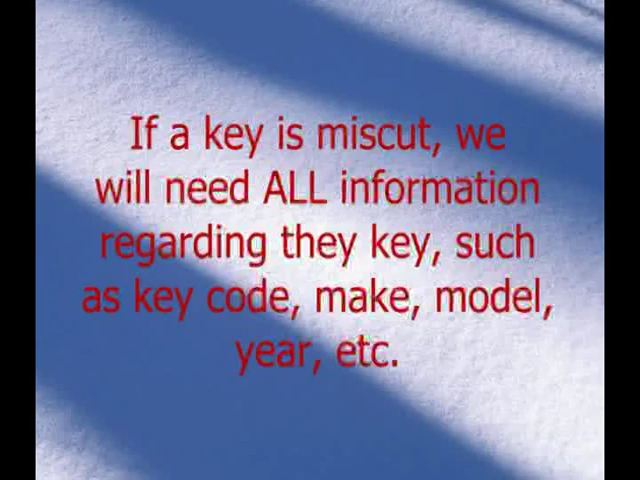 If a key is miscut, we
will need ALL information
regarding they key, such
as key code, make, model,
year, etc.